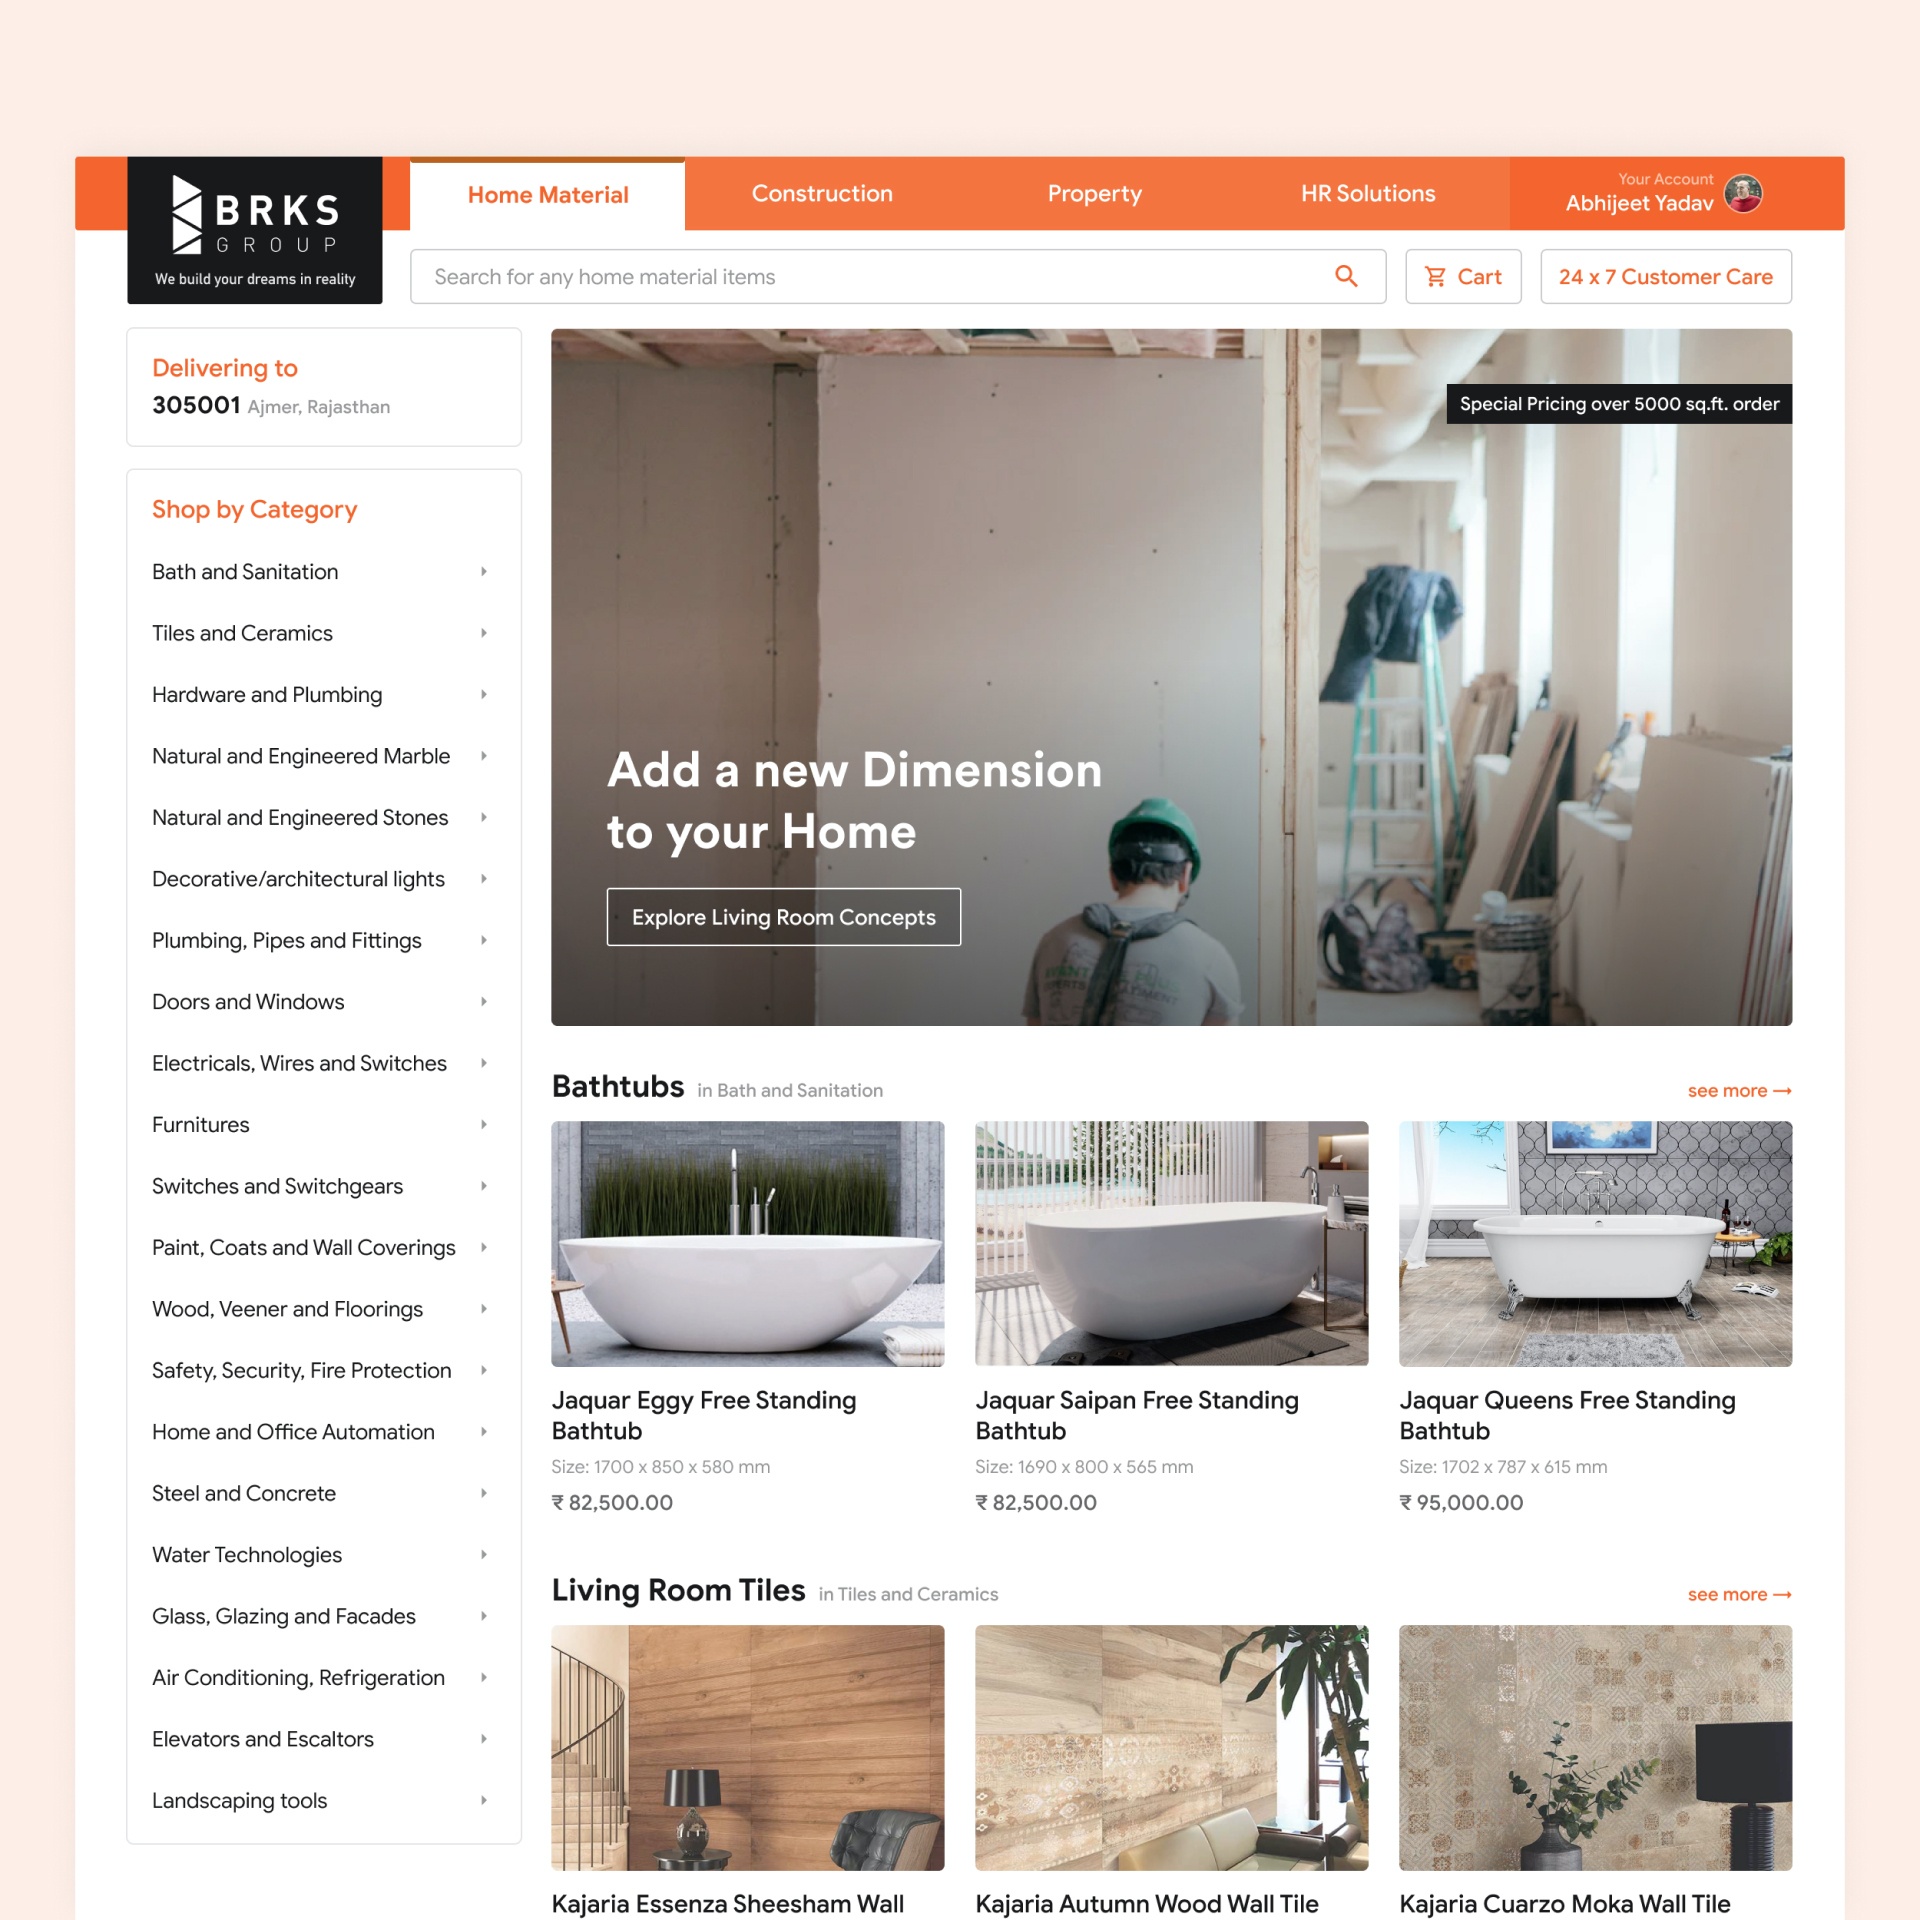 BRKS
GROUP
We build your dreams in reality
Home Material
Construction
Property
HR Solutions
Your Account
Abhijeet Yadav
Search for any home material items
Cart
24 x 7 Customer Care
Delivering to
305001 Ajmer, Rajasthan
Shop by Category
Bath and Sanitation
Tiles and Ceramics
Hardware and Plumbing
Natural and Engineered Marble
Natural and Engineered Stones
Decorative/architectural lights
Plumbing, Pipes and Fittings
Doors and Windows
Electricals, Wires and Switches
Furnitures
Switches and Switchgears
Paint, Coats and Wall Coverings
Wood, Veener and Floorings
Safety, Security, Fire Protection
Home and Office Automation
Steel and Concrete
Water Technologies
Glass, Glazing and Facades
Air Conditioning, Refrigeration
Elevators and Escaltors
Landscaping tools
Special Pricing over 5000 sq.ft. order
Add a new Dimension
to your Home
Explore Living Room Concepts
Bathtubs in Bath and Sanitation
see more →
Jaquar Eggy Free Standing
Bathtub
Size: 1700 x 850 x 580 mm
₹ 82,500.00
Jaquar Saipan Free Standing
Bathtub
Size: 1690 x 800 x 565 mm
₹ 82,500.00
Jaquar Queens Free Standing
Bathtub
Size: 1702 x 787 x 615 mm
₹ 95,000.00
Living Room Tiles in Tiles and Ceramics
see more →
Kajaria Essenza Sheesham Wall
Kajaria Autumn Wood Wall Tile
Kajaria Cuarzo Moka Wall Tile